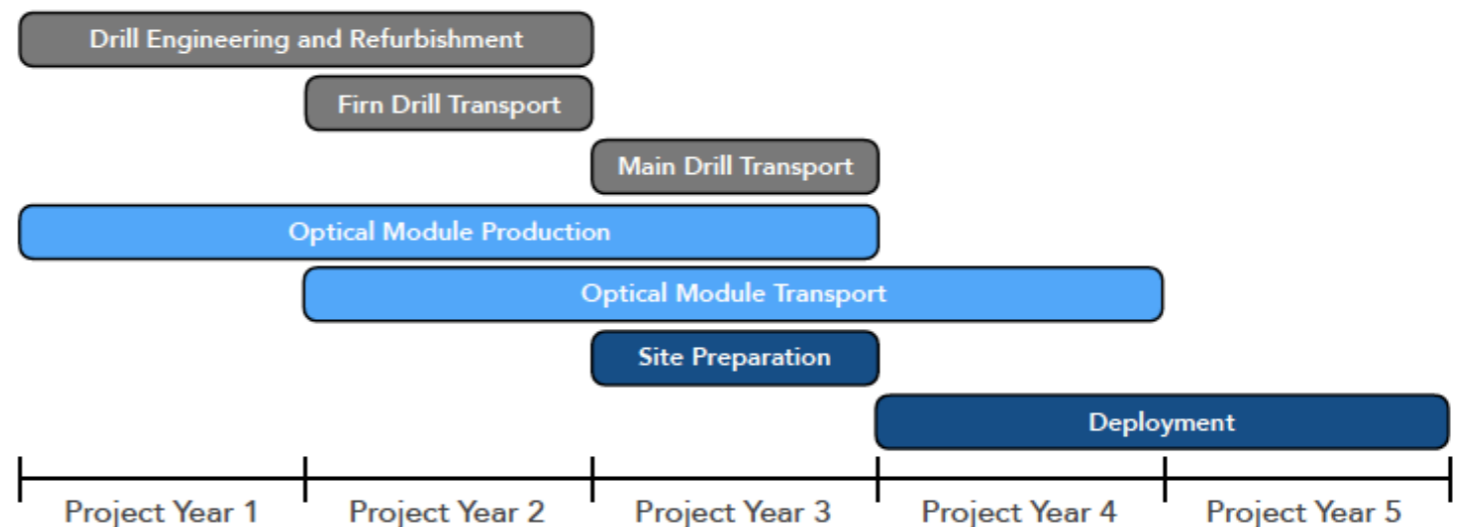 Drill Engineering and Refurbishment
Firn Drill Transport
Main Drill Transport
Optical Module Production
Optical Module Transport
Site Preparation
Deployment
Project Year 1
Project Year 2
Project Year 3
Project Year 4
Project Year 5